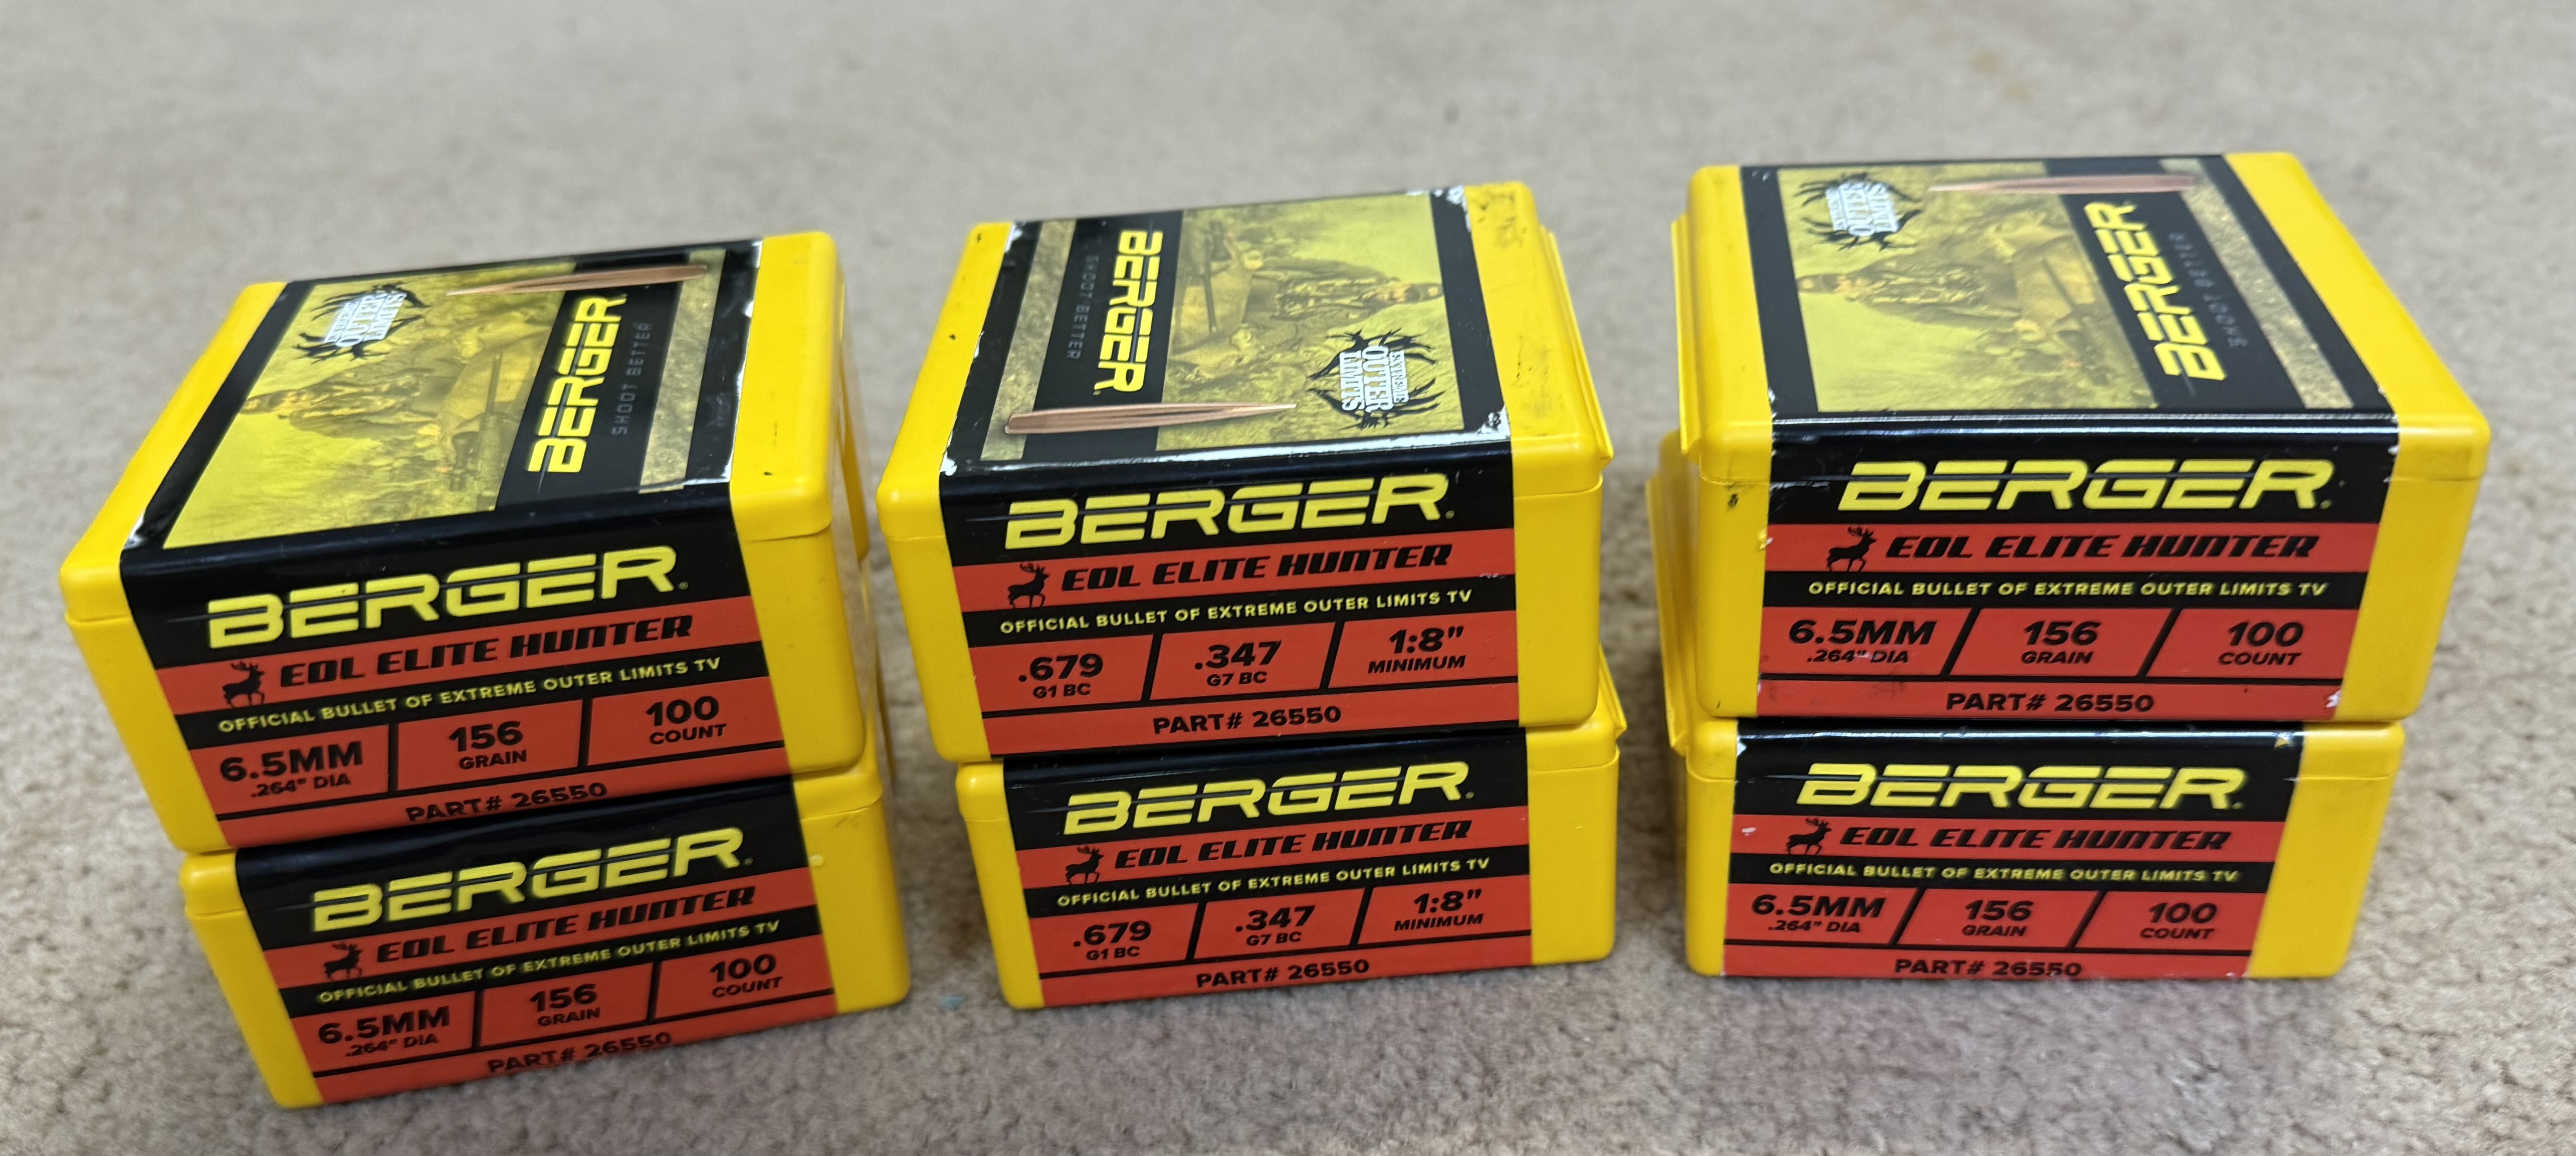 EXTREME
OUTER
LIMITS
BERGER
SHOOT BETTER
BERGER®
EOL ELITE HUNTER
OFFICIAL BULLET OF EXTREME OUTER LIMITS TV
6.5MM 156 100
.264" DIA GRAIN COUNT
PART# 26550
BERGER®
EOL ELITE HUNTER
OFFICIAL BULLET OF EXTREME OUTER LIMITS TV
6.5MM 156 100
.264" DIA GRAIN COUNT
PART# 26550
BERGER
SHOOT BETTER
EXTREME
OUTER
LIMITS
BERGER®
EOL ELITE HUNTER
OFFICIAL BULLET OF EXTREME OUTER LIMITS TV
.679 .347 1:8"
G1 BC G7 BC MINIMUM
PART# 26550
BERGER®
EOL ELITE HUNTER
OFFICIAL BULLET OF EXTREME OUTER LIMITS TV
.679 .347 1:8"
G1 BC G7 BC MINIMUM
PART# 26550
EXTREME
OUTER
LIMITS
BERGER
SHOOT BETTER
BERGER®
EOL ELITE HUNTER
OFFICIAL BULLET OF EXTREME OUTER LIMITS TV
6.5MM 156 100
.264" DIA GRAIN COUNT
PART# 26550
BERGER®
EOL ELITE HUNTER
OFFICIAL BULLET OF EXTREME OUTER LIMITS TV
6.5MM 156 100
.264" DIA GRAIN COUNT
PART# 26550